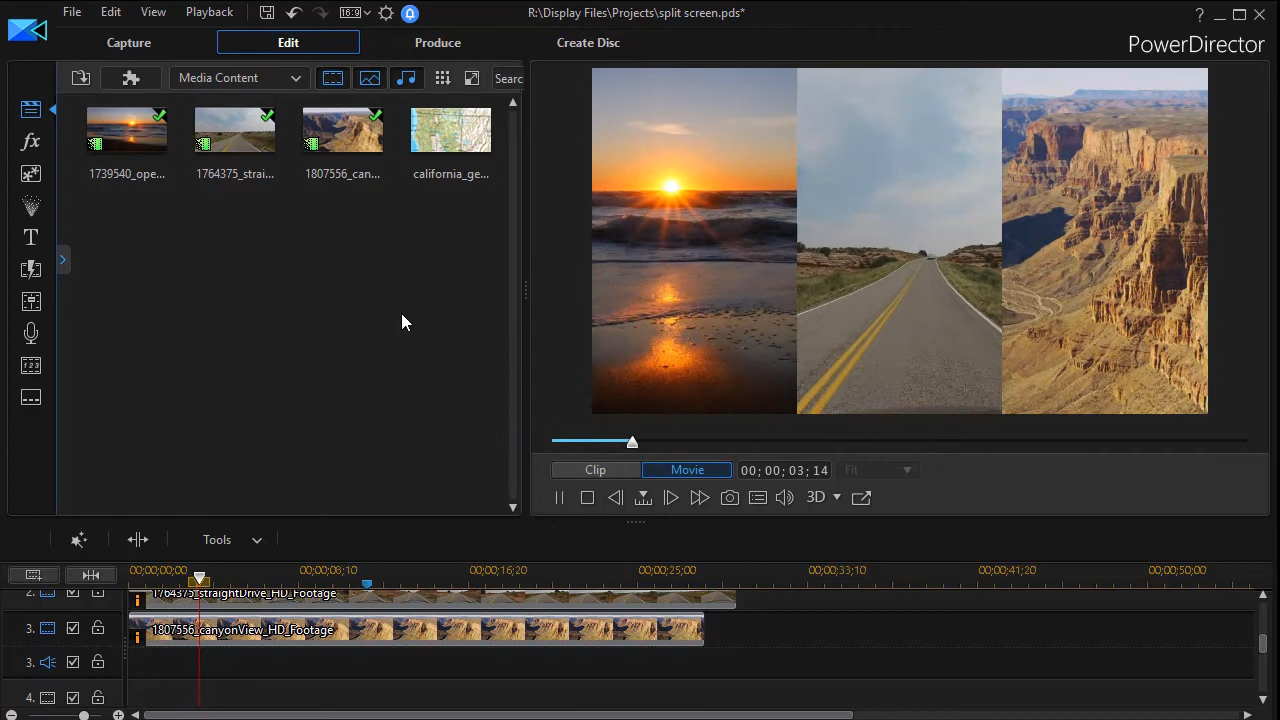 File Edit View Playback 16:9 R:\Display Files\Projects\split screen.pds* ?
Capture Edit Produce Create Disc PowerDirector
Media Content Searc
1739540_ope... 1764375_strai... 1807556_can... california_ge...
fx
T
Clip Movie 00; 00; 03; 14 Fit
3D
Tools
00;00;00;00 00;00;08;10 00;00;16;20 00;00;25;00 00;00;33;10 00;00;41;20 00;00;50;00
2. 1764375_straightDrive_HD_Footage
3. 1807556_canyonView_HD_Footage
3.
4.